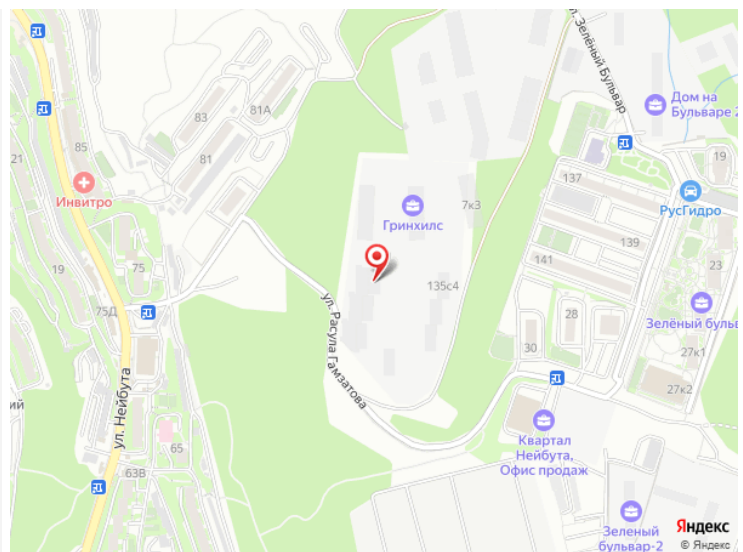 ул. Зелёный Бульвар
Дом на
Бульваре 2
83
81А
21
85
81
Инвитро
137
19
РусГидро
7к3
Гринхилс
139
75
19
141
23
135с4
75Д
ул. Расула Гамзатова
28
Зелёный бульв
30
27к1
27к2
ий
ул. Нейбута
65
63В
Квартал
Нейбута,
Офис продаж
Зеленый
бульвар-2
Яндекс
© Яндекс